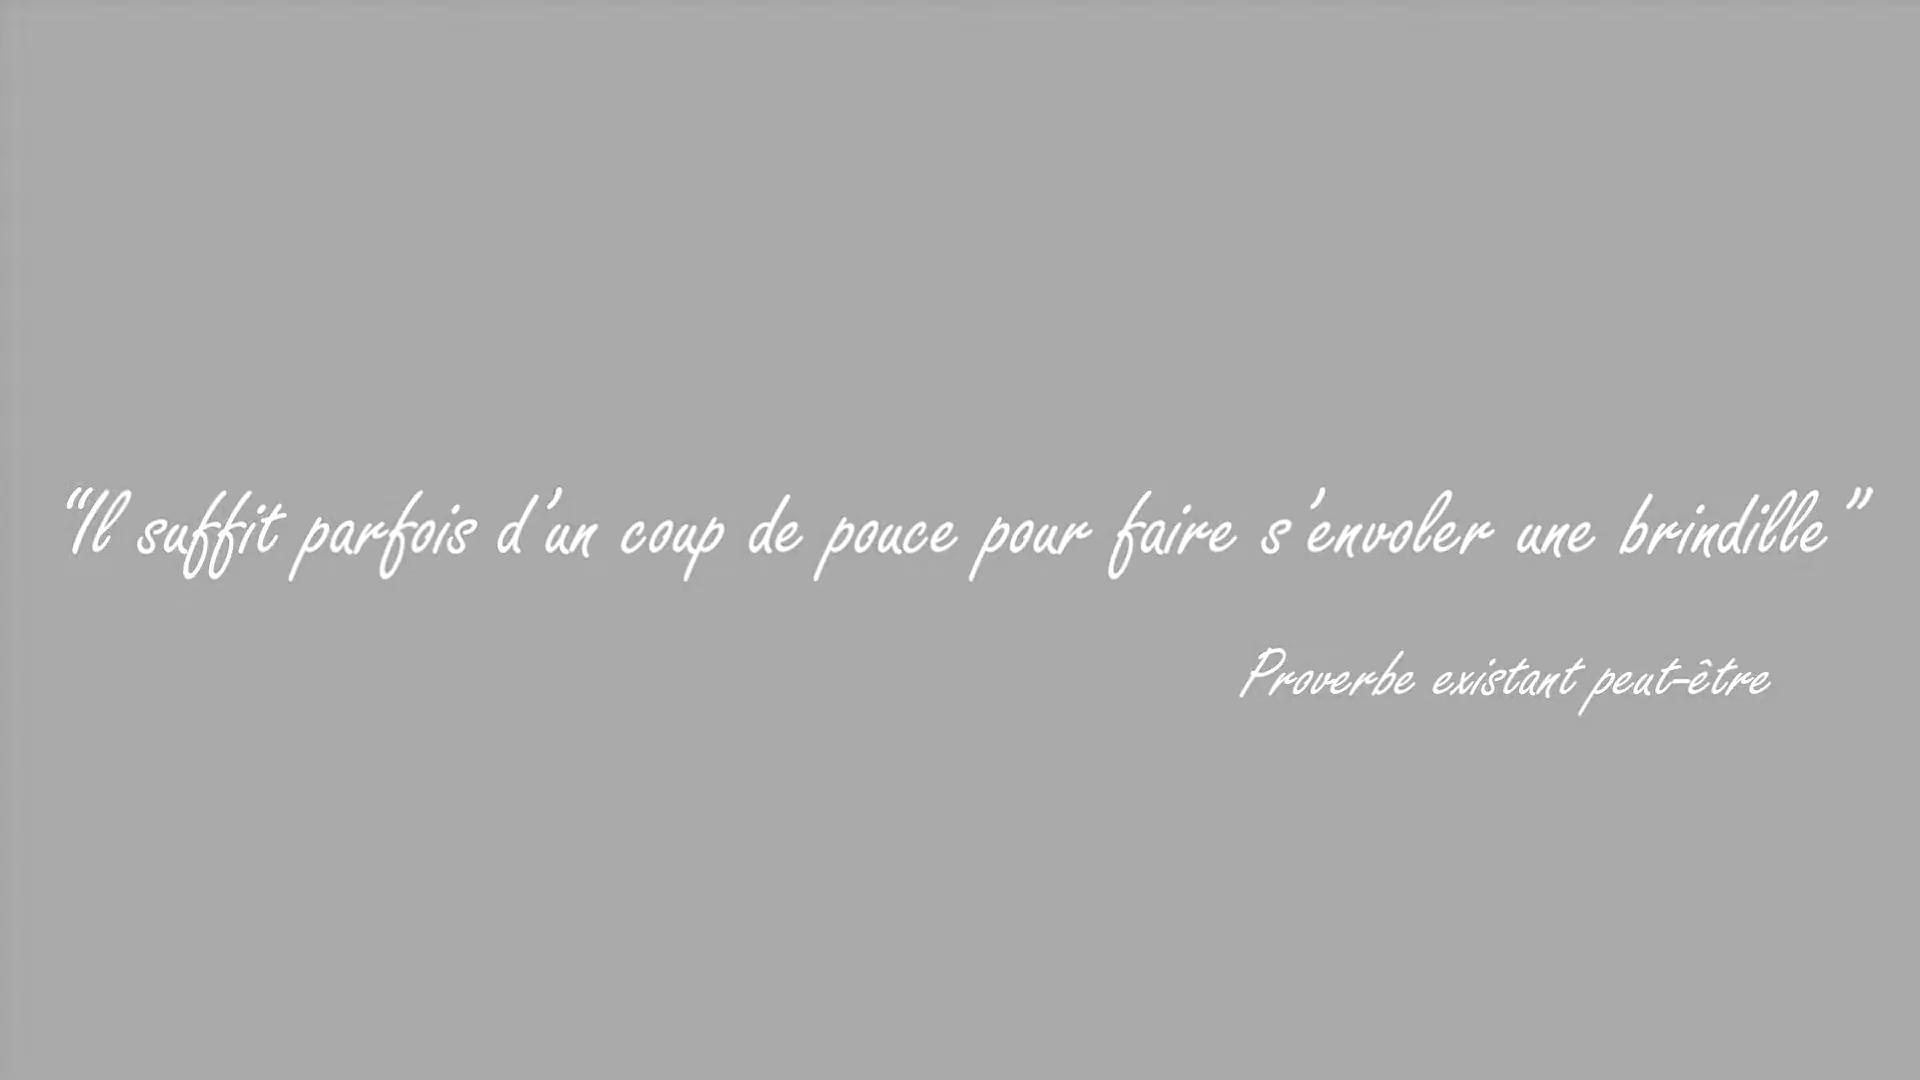 “Il suffit parfois d’un coup de pouce pour faire s’envoler une brindille”
Proverbe existant peut-être